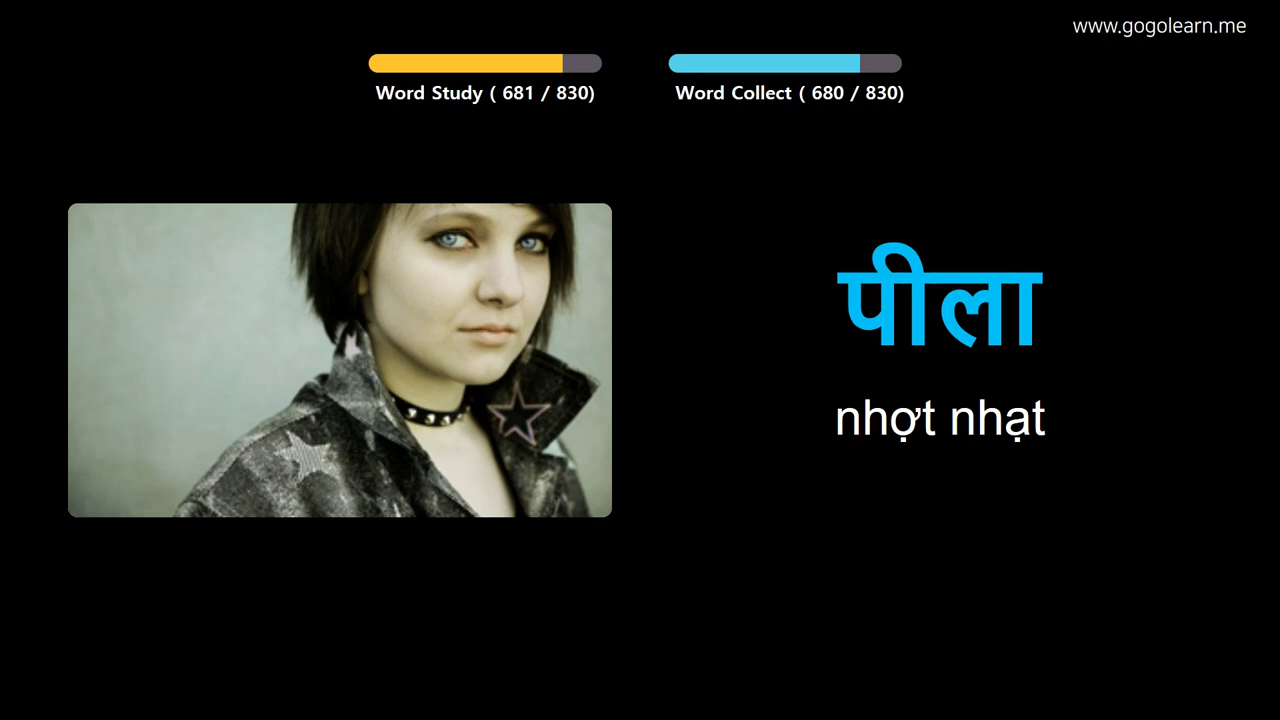 www.gogolearn.me
Word Study ( 681 / 830)
Word Collect ( 680 / 830)
पीला
nhợt nhạt